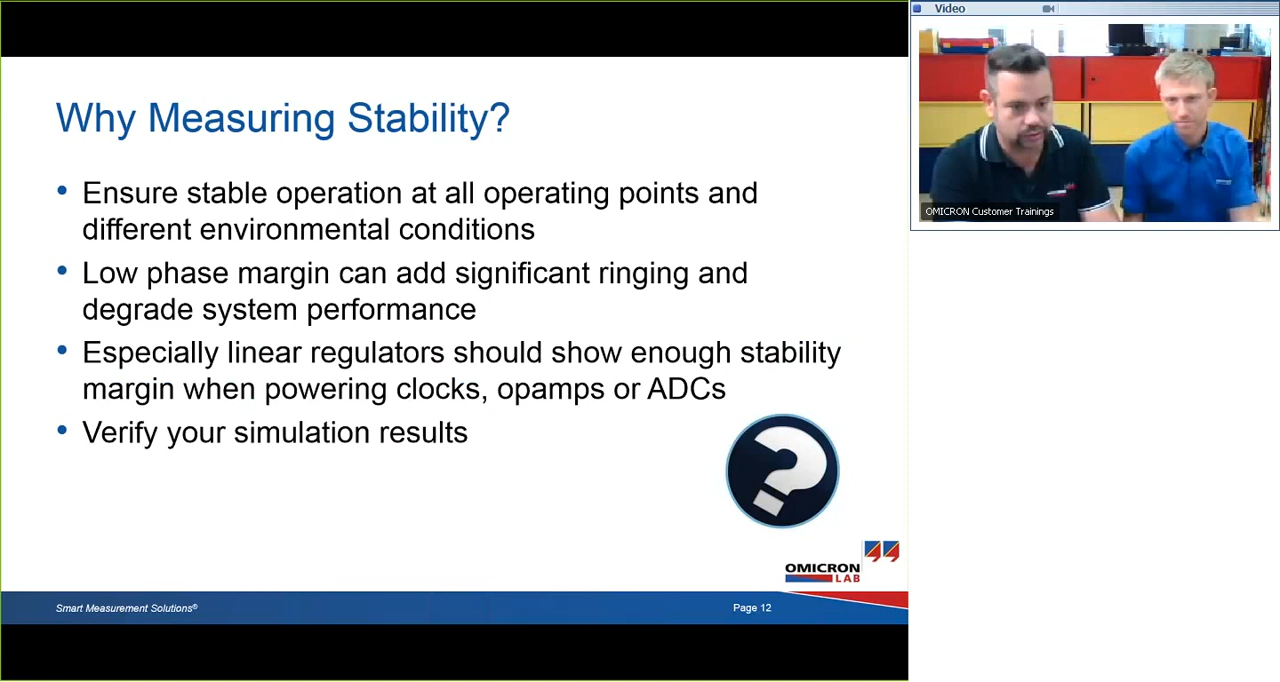 Video
Why Measuring Stability?
• Ensure stable operation at all operating points and
different environmental conditions
• Low phase margin can add significant ringing and
degrade system performance
• Especially linear regulators should show enough stability
margin when powering clocks, opamps or ADCs
• Verify your simulation results
?
OMICRON
LAB
Smart Measurement Solutions®
Page 12
OMICRON Customer Trainings